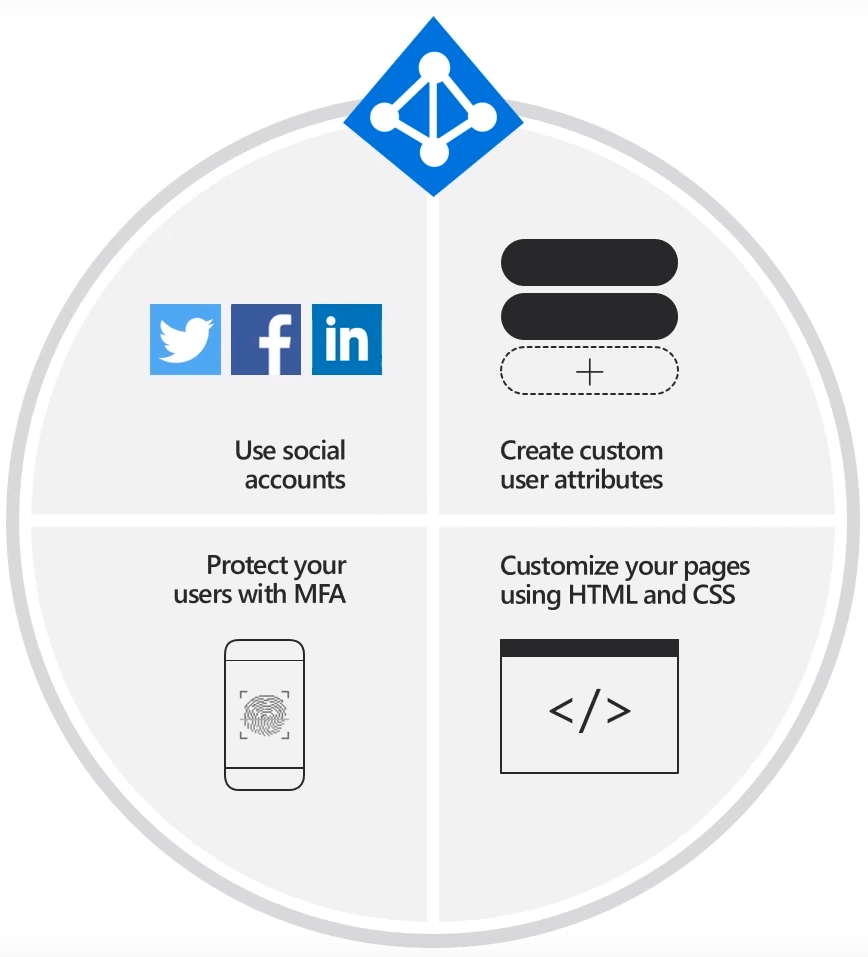 in
Use social
accounts
Create custom
user attributes
Protect your
users with MFA
Customize your pages
using HTML and CSS
</>